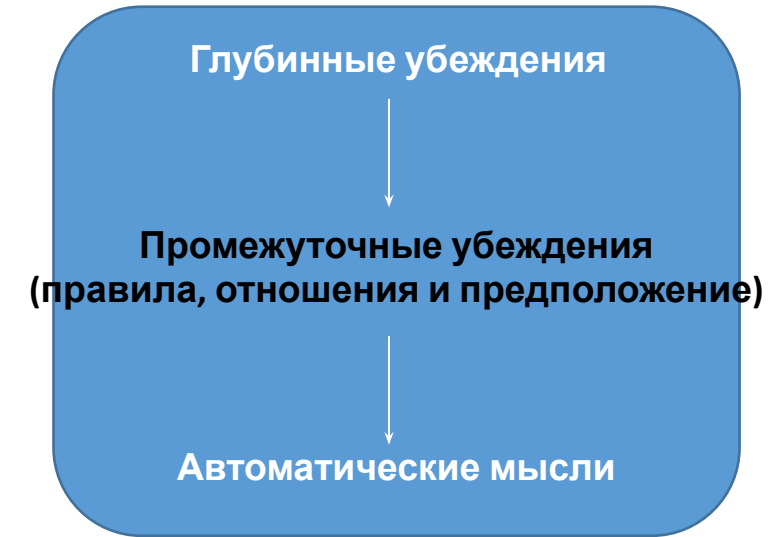 Глубинные убеждения
Промежуточные убеждения
(правила, отношения и предположение)
Автоматические мысли